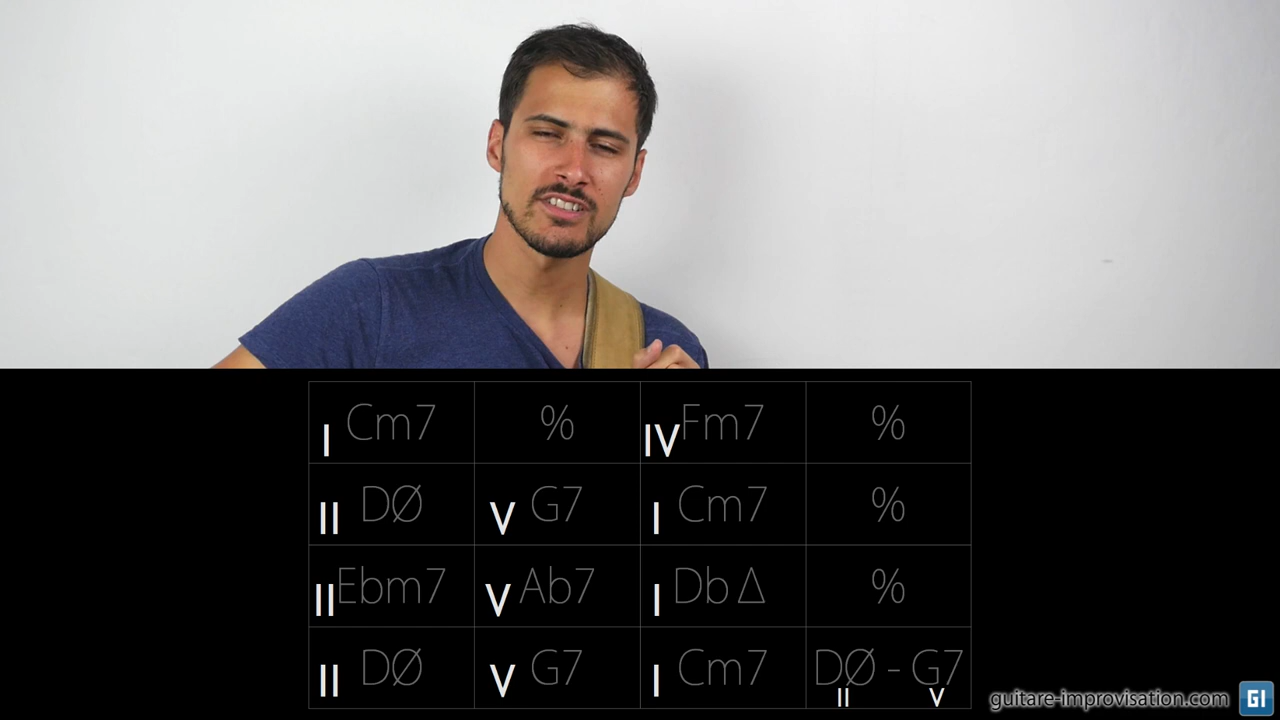 I Cm7 % IV Fm7 %
II DØ V G7 I Cm7 %
II Ebm7 V Ab7 I Db Δ %
II DØ V G7 I Cm7 DØ - G7
II V
guitare-improvisation.com GI